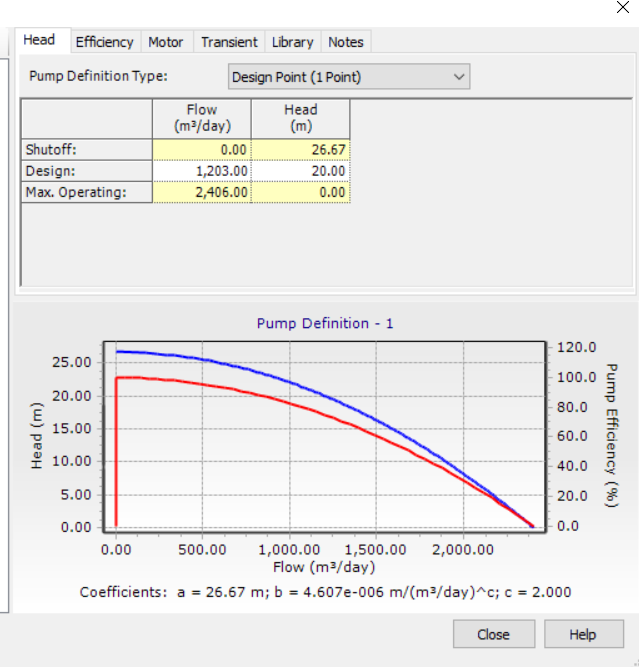 Head Efficiency Motor Transient Library Notes
Pump Definition Type: Design Point (1 Point)
Flow (m³/day) Head (m)
Shutoff: 0.00 26.67
Design: 1,203.00 20.00
Max. Operating: 2,406.00 0.00
Pump Definition - 1
Head (m)
25.00
20.00
15.00
10.00
5.00
0.00
120.0
100.0
80.0
60.0
40.0
20.0
0.0
Pump Efficiency (%)
0.00 500.00 1,000.00 1,500.00 2,000.00
Flow (m³/day)
Coefficients: a = 26.67 m; b = 4.607e-006 m/(m³/day)^c; c = 2.000
Close Help